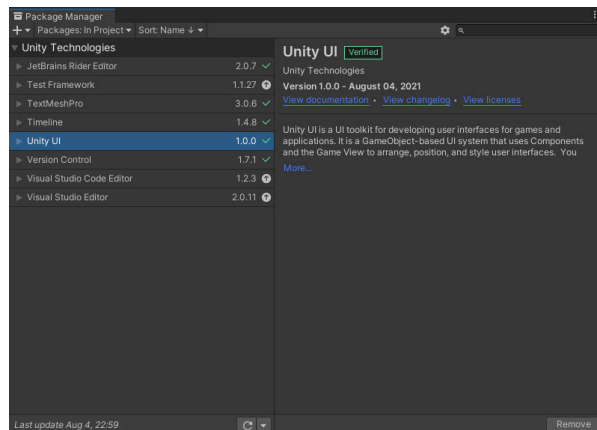 Package Manager
Packages: In Project
Sort: Name ↓
Unity Technologies
JetBrains Rider Editor 2.0.7
Test Framework 1.1.27
TextMeshPro 3.0.6
Timeline 1.4.8
Unity UI 1.0.0
Version Control 1.7.1
Visual Studio Code Editor 1.2.3
Visual Studio Editor 2.0.11
Last update Aug 4, 22:59
Unity UI Verified
Unity Technologies
Version 1.0.0 - August 04, 2021
View documentation • View changelog • View licenses
Unity UI is a UI toolkit for developing user interfaces for games and
applications. It is a GameObject-based UI system that uses Components
and the Game View to arrange, position, and style user interfaces. You
More...
Remove